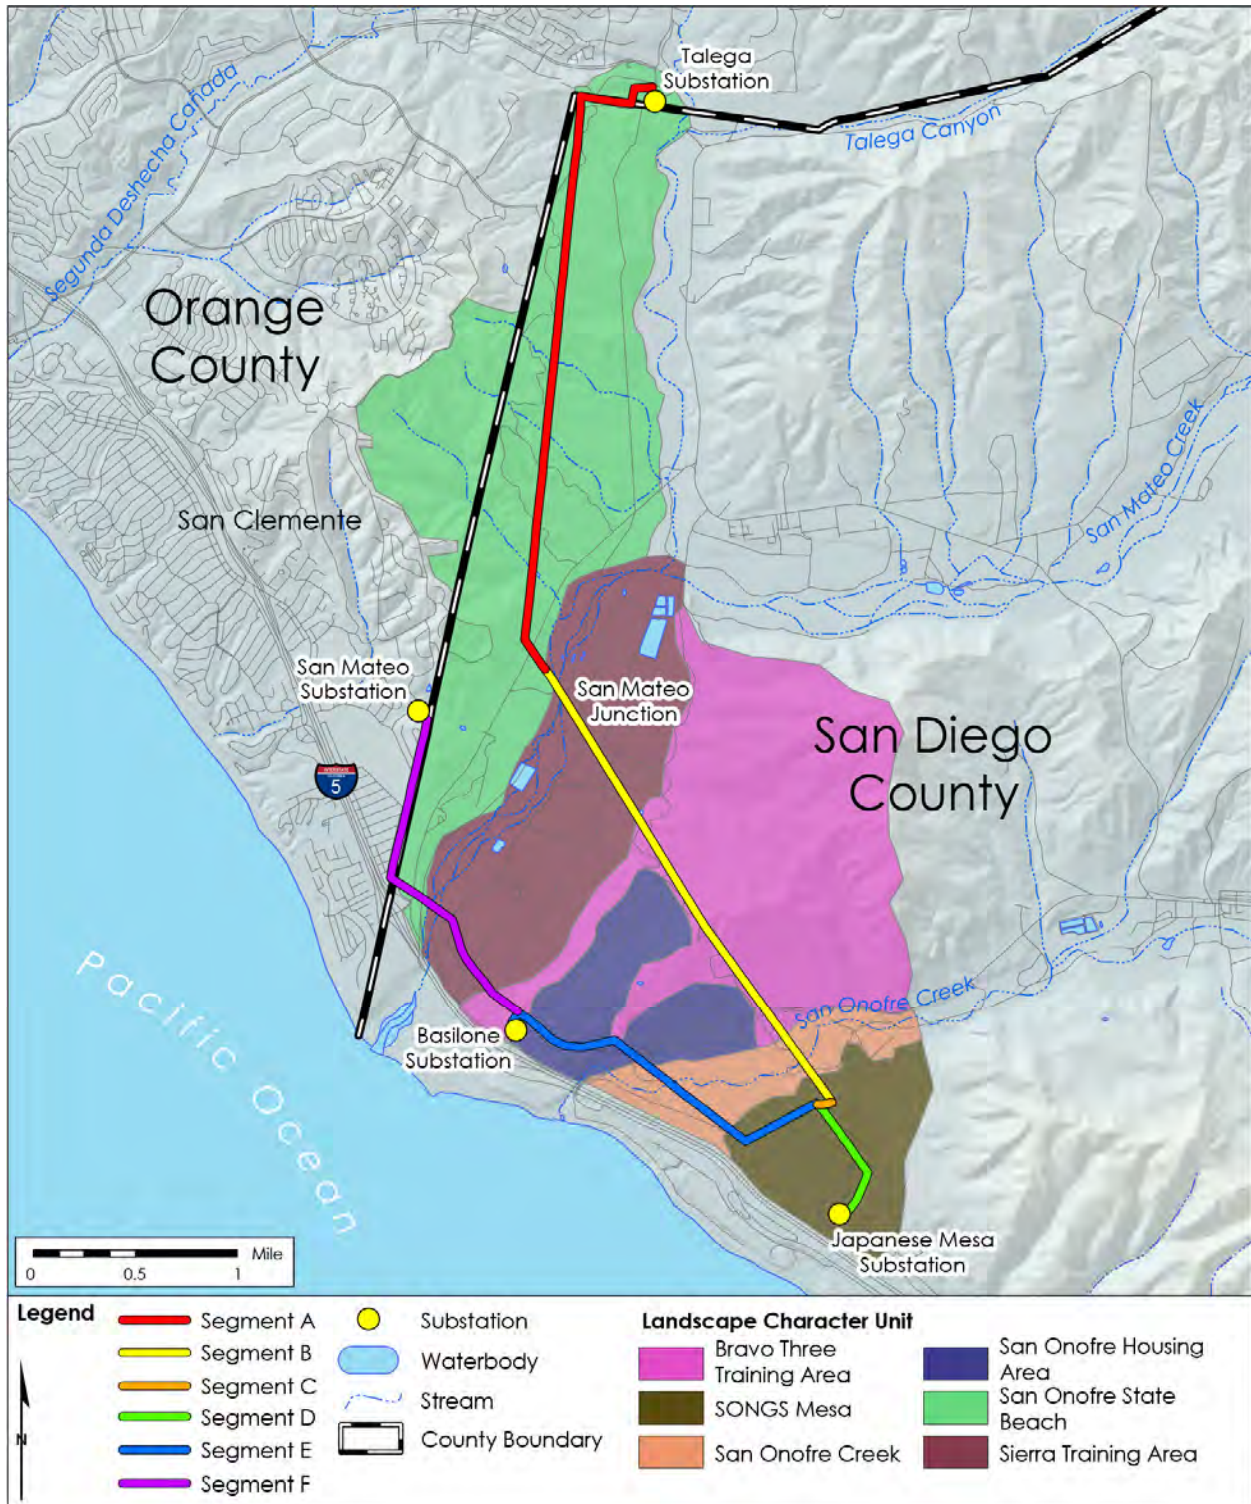 Talega
Substation
Segunda Deshecha Cañada
Talega Canyon
Orange
County
San Mateo Creek
San Clemente
San Mateo
Substation
San Mateo
Junction
San Diego
County
INTERSTATE
5
Pacific Ocean
San Onofre Creek
Basilone
Substation
Japanese Mesa
Substation
Mile
0 0.5 1
Legend
N
Segment A
Segment B
Segment C
Segment D
Segment E
Segment F
Substation
Waterbody
Stream
County Boundary
Landscape Character Unit
Bravo Three
Training Area
SONGS Mesa
San Onofre Creek
San Onofre Housing
Area
San Onofre State
Beach
Sierra Training Area